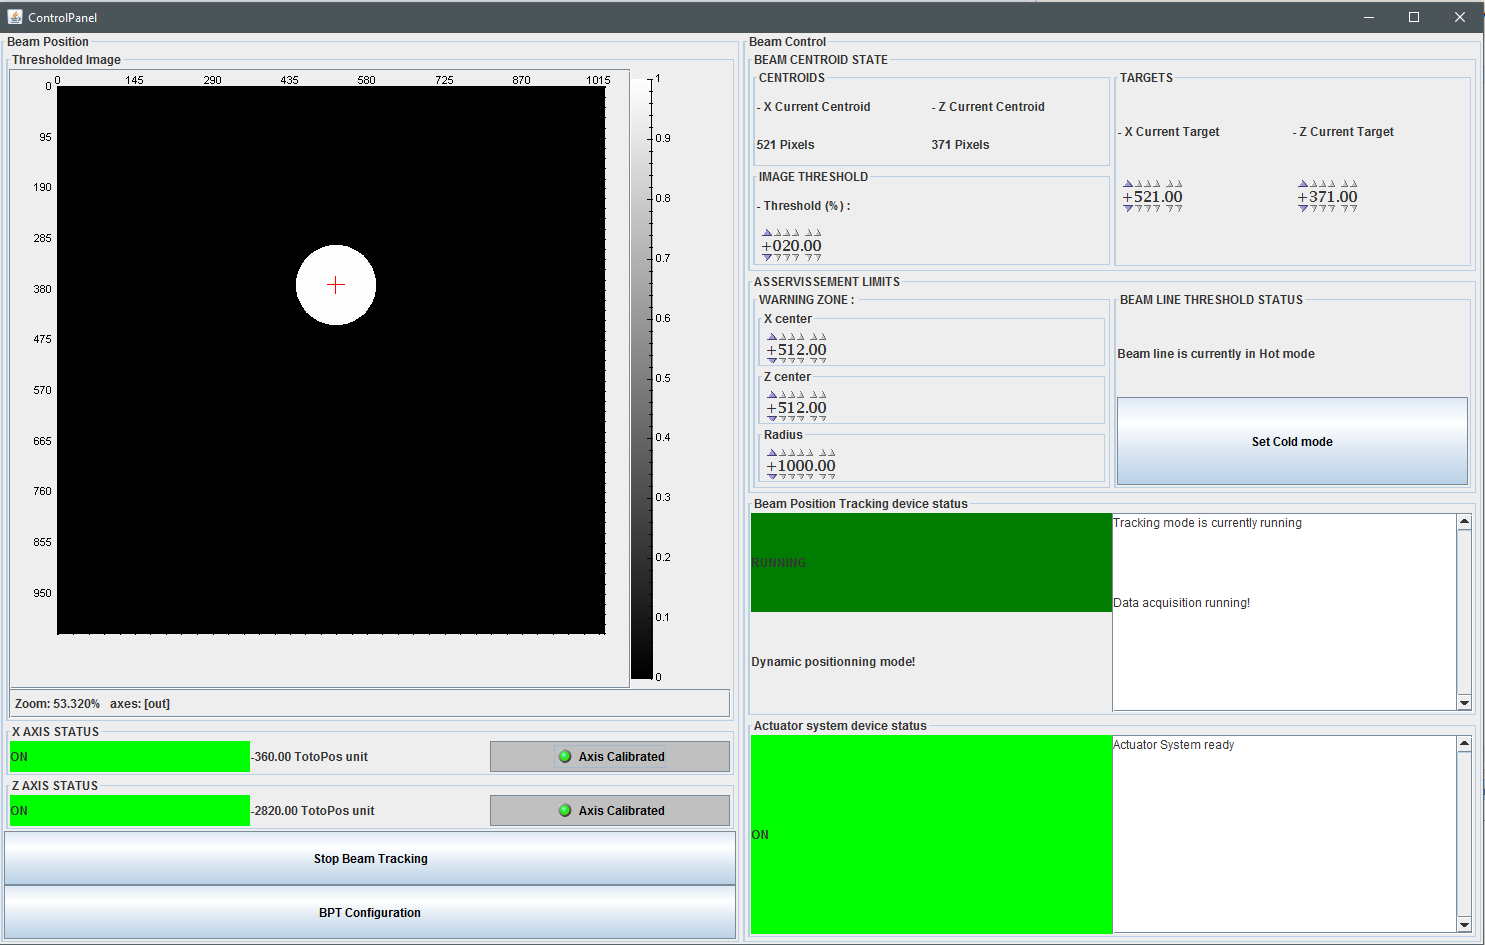 ControlPanel
Beam Position
Thresholded Image
0 145 290 435 580 725 870 1015
0
95
190
285
380
475
570
665
760
855
950
1
0.9
0.8
0.7
0.6
0.5
0.4
0.3
0.2
0.1
0
Zoom: 53.320% axes: [out]
X AXIS STATUS
ON -360.00 TotoPos unit Axis Calibrated
Z AXIS STATUS
ON -2820.00 TotoPos unit Axis Calibrated
Stop Beam Tracking
BPT Configuration
Beam Control
BEAM CENTROID STATE
CENTROIDS
- X Current Centroid - Z Current Centroid
521 Pixels 371 Pixels
TARGETS
- X Current Target - Z Current Target
+521.00 +371.00
IMAGE THRESHOLD
- Threshold (%) :
+020.00
ASSERVISSEMENT LIMITS
WARNING ZONE :
X center
+512.00
Z center
+512.00
Radius
+1000.00
BEAM LINE THRESHOLD STATUS
Beam line is currently in Hot mode
Set Cold mode
Beam Position Tracking device status
RUNNING
Dynamic positionning mode!
Tracking mode is currently running
Data acquisition running!
Actuator system device status
ON
Actuator System ready